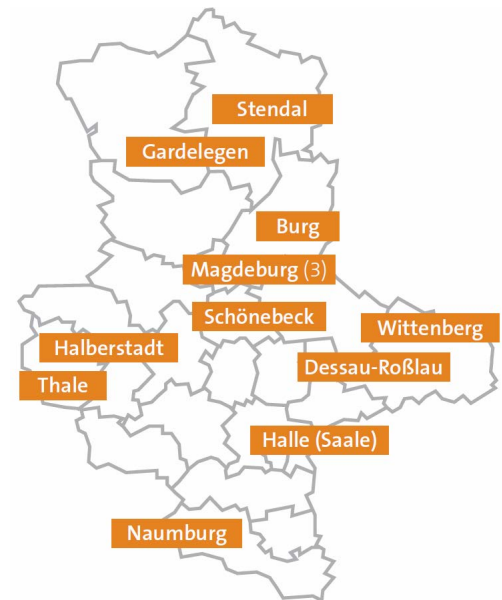 Stendal
Gardelegen
Burg
Magdeburg (3)
Schönebeck
Wittenberg
Halberstadt
Dessau-Roßlau
Thale
Halle (Saale)
Naumburg